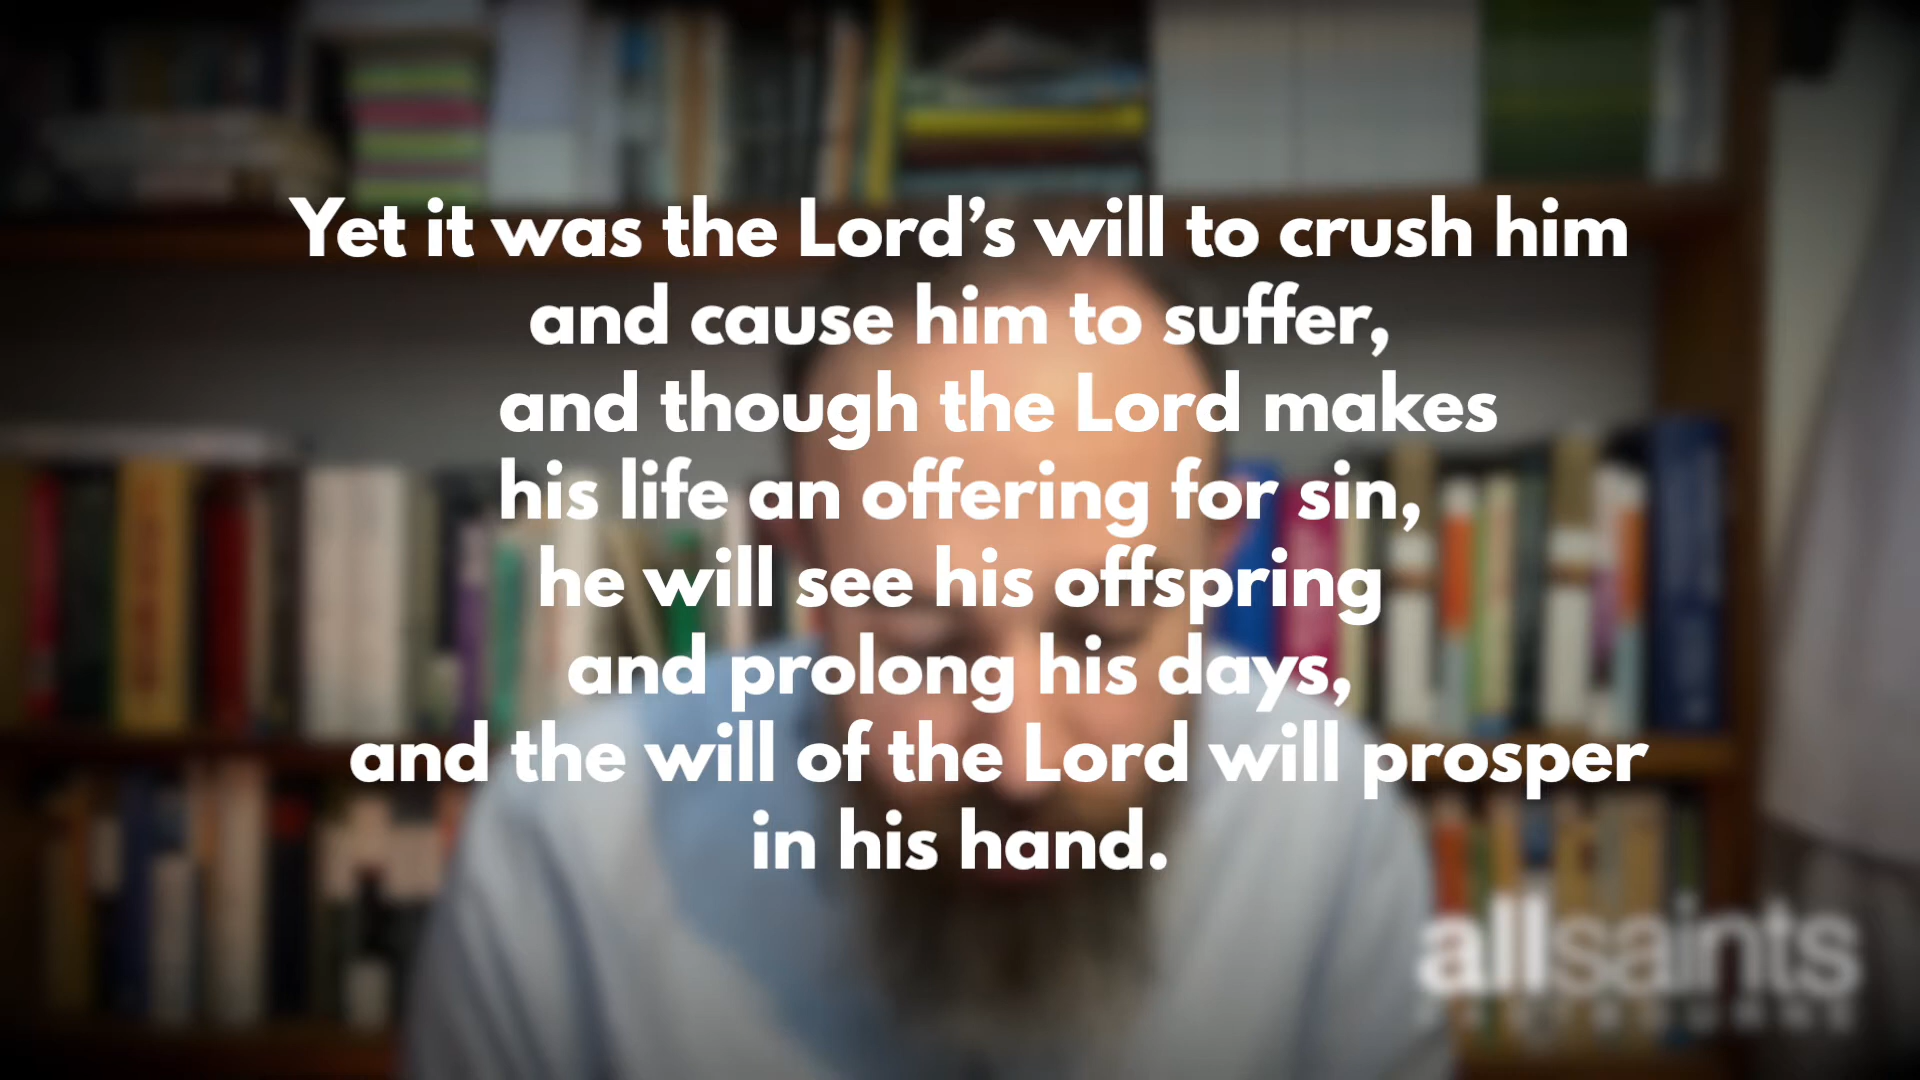 Yet it was the Lord’s will to crush him
and cause him to suffer,
and though the Lord makes
his life an offering for sin,
he will see his offspring
and prolong his days,
and the will of the Lord will prosper
in his hand.
allsaints